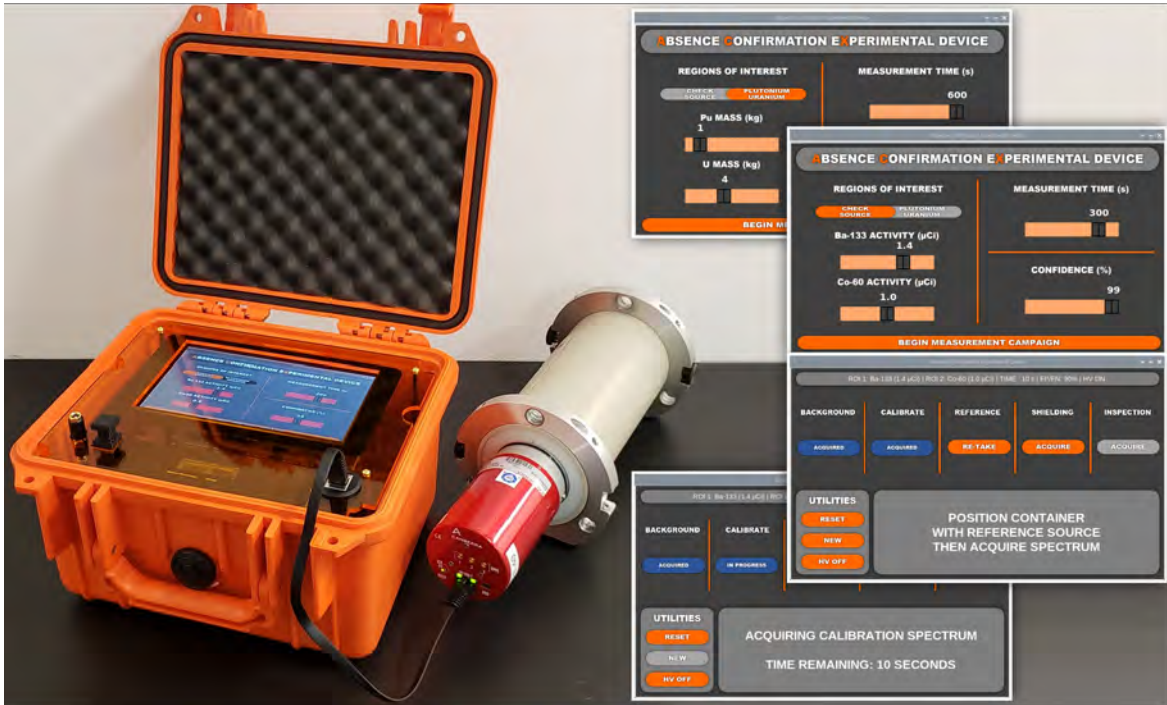 ABSENCE CONFIRMATION EXPERIMENTAL DEVICE
REGIONS OF INTEREST
CHECK SOURCE
PLUTONIUM URANIUM
Pu MASS (kg)
1
U MASS (kg)
4
MEASUREMENT TIME (s)
600
ABSENCE CONFIRMATION EXPERIMENTAL DEVICE
REGIONS OF INTEREST
CHECK SOURCE
PLUTONIUM URANIUM
Ba-133 ACTIVITY (μCi)
1.4
Co-60 ACTIVITY (μCi)
1.0
MEASUREMENT TIME (s)
300
CONFIDENCE (%)
99
BEGIN MEASUREMENT CAMPAIGN
BACKGROUND
CALIBRATE
REFERENCE
SHIELDING
INSPECTION
ACQUIRED
ACQUIRED
RE-TAKE
ACQUIRE
ACQUIRE
UTILITIES
RESET
NEW
HV OFF
POSITION CONTAINER
WITH REFERENCE SOURCE
THEN ACQUIRE SPECTRUM
BACKGROUND
CALIBRATE
ACQUIRED
IN PROGRESS
UTILITIES
RESET
NEW
HV OFF
ACQUIRING CALIBRATION SPECTRUM
TIME REMAINING: 10 SECONDS
ABSENCE CONFIRMATION EXPERIMENTAL DEVICE